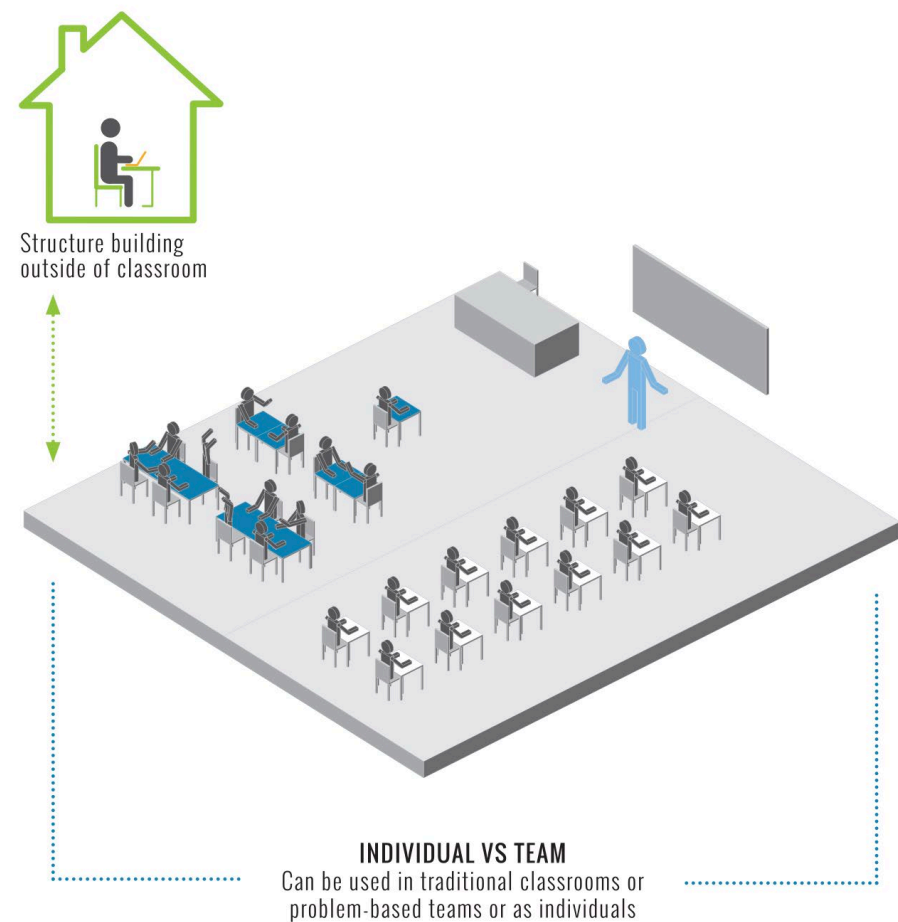 Structure building
outside of classroom
INDIVIDUAL VS TEAM
Can be used in traditional classrooms or
problem-based teams or as individuals